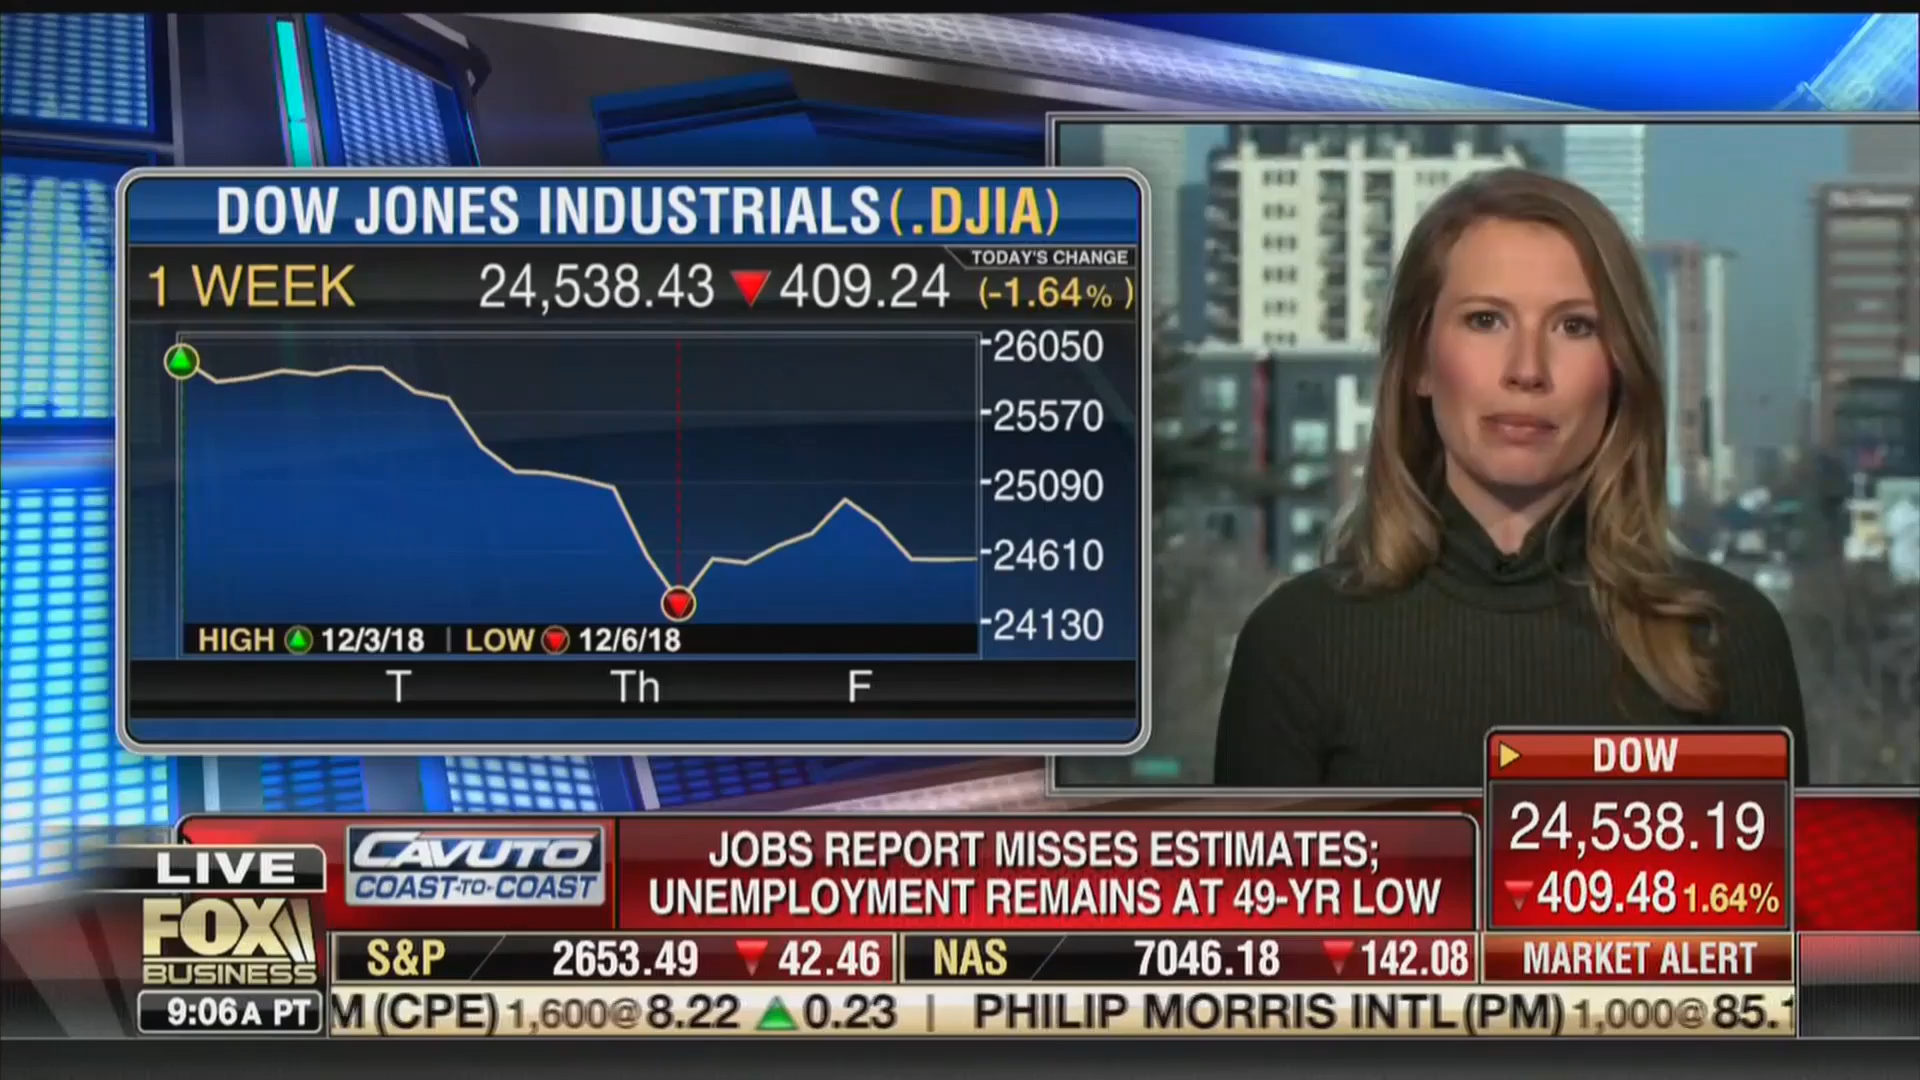 DOW JONES INDUSTRIALS (.DJIA)
1 WEEK 24,538.43 ▼ 409.24 TODAY'S CHANGE (-1.64%)
26050
25570
25090
24610
24130
HIGH ▲ 12/3/18 | LOW ▼ 12/6/18
T Th F
DOW
24,538.19
▼409.48 1.64%
MARKET ALERT
LIVE
CAVUTO
COAST-TO-COAST
JOBS REPORT MISSES ESTIMATES;
UNEMPLOYMENT REMAINS AT 49-YR LOW
FOX
BUSINESS
S&P 2653.49 ▼ 42.46 NAS 7046.18 ▼ 142.08
9:06A PT
M (CPE) 1,600@8.22 ▲ 0.23 | PHILIP MORRIS INTL (PM) 1,000@85.1